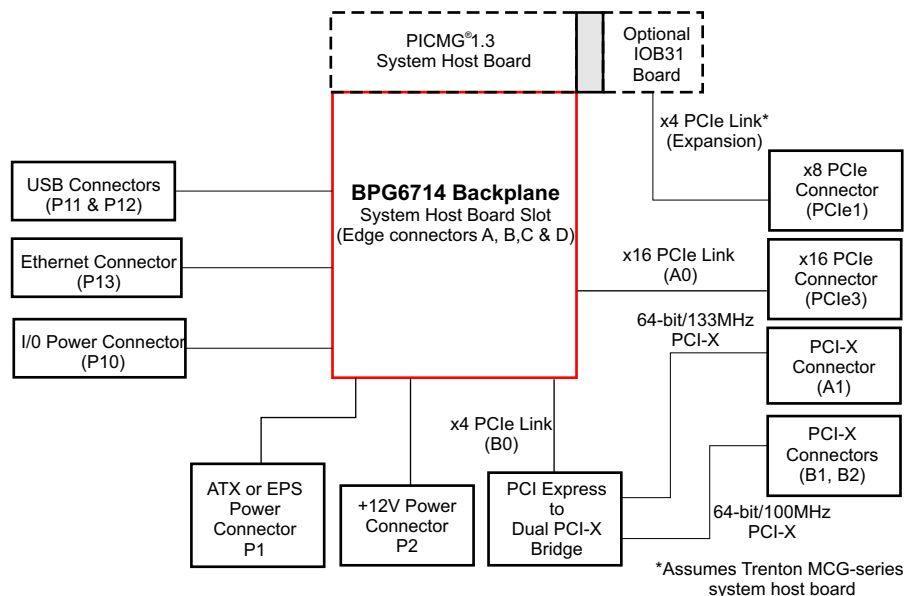 PICMG®1.3
System Host Board
Optional
IOB31
Board
x4 PCIe Link*
(Expansion)
USB Connectors
(P11 & P12)
BPG6714 Backplane
System Host Board Slot
(Edge connectors A, B,C & D)
x8 PCIe
Connector
(PCIe1)
Ethernet Connector
(P13)
x16 PCIe Link
(A0)
x16 PCIe
Connector
(PCIe3)
I/0 Power Connector
(P10)
64-bit/133MHz
PCI-X
PCI-X
Connector
(A1)
x4 PCIe Link
(B0)
PCI-X
Connectors
(B1, B2)
ATX or EPS
Power
Connector
P1
+12V Power
Connector
P2
PCI Express
to
Dual PCI-X
Bridge
64-bit/100MHz
PCI-X
*Assumes Trenton MCG-series
system host board